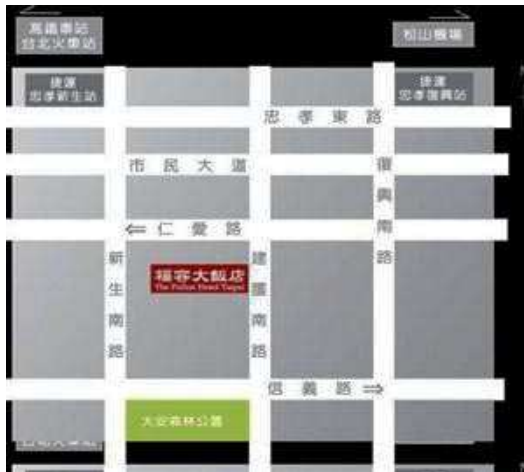 高鐵車站
台北火車站
松山機場
捷運
忠孝新生站
捷運
忠孝復興站
忠孝東路
市民大道
復興南路
⇐仁愛路
新生南路
福容大飯店
The Fullon Hotel Taipei
建國南路
信義路⇒
大安森林公園